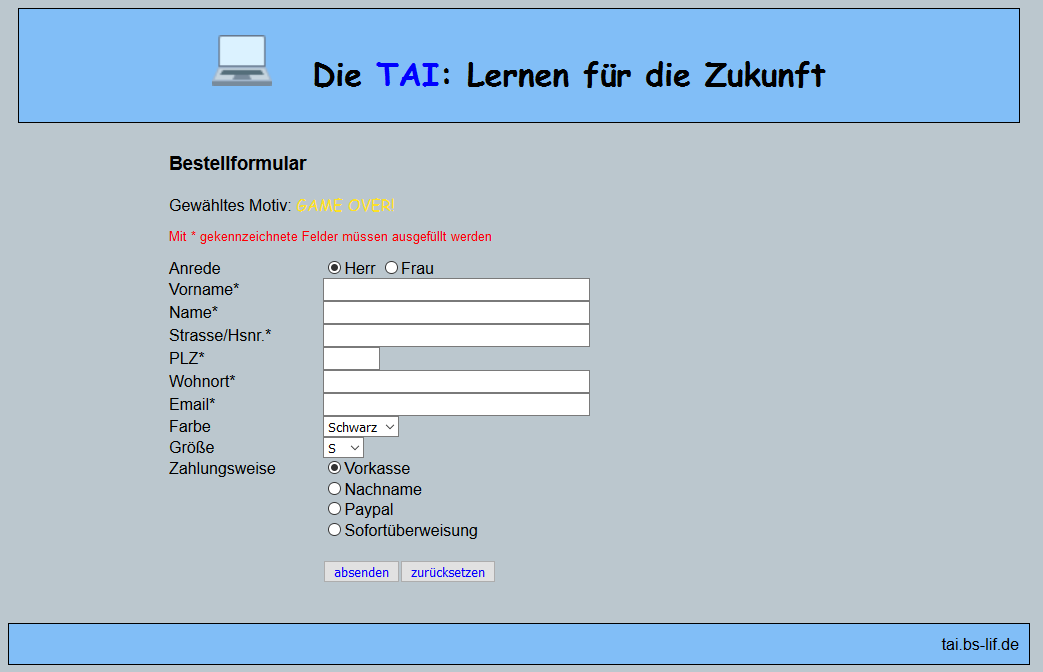 Die TAI: Lernen für die Zukunft
Bestellformular
Gewähltes Motiv: GAME OVER!
Mit * gekennzeichnete Felder müssen ausgefüllt werden
Anrede Herr Frau
Vorname*
Name*
Strasse/Hsnr.*
PLZ*
Wohnort*
Email*
Farbe Schwarz
Größe S
Zahlungsweise Vorkasse
Nachname
Paypal
Sofortüberweisung
absenden zurücksetzen
tai.bs-lif.de